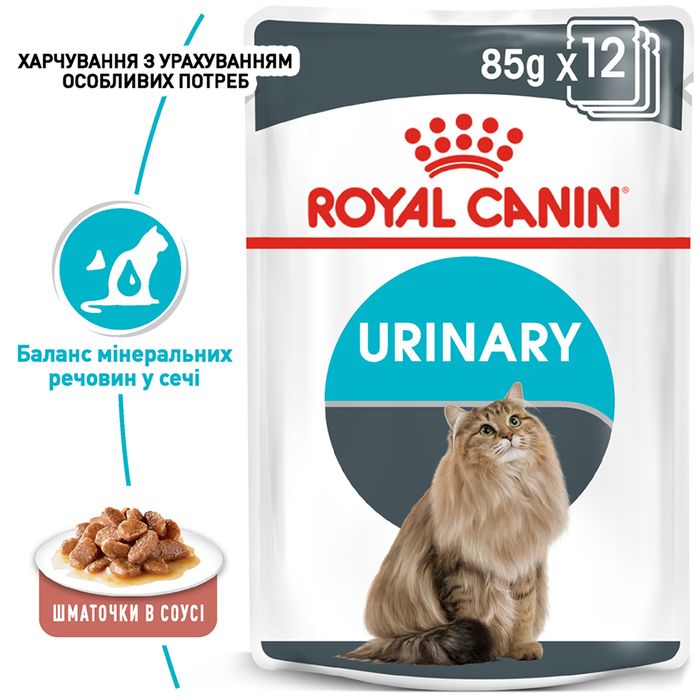 ХАРЧУВАННЯ З УРАХУВАННЯМ
ОСОБЛИВИХ ПОТРЕБ
Баланс мінеральних
речовин у сечі
ШМАТОЧКИ В СОУСІ
85g x12
ROYAL CANIN®
URINARY